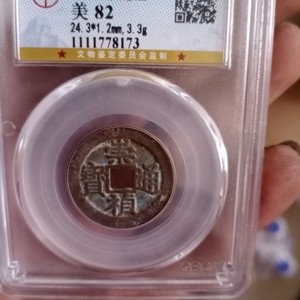 美 82
24.3*1.2mm,3.3g
文物鉴定委员会监制
1111778173
崇
寶 通
禎